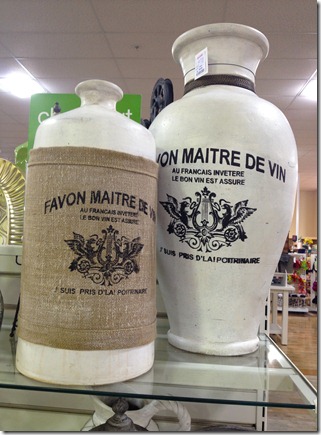 FAVON MAITRE DE VIN
AU FRANCAIS INVETERE
LE BON VIN EST ASSURE
J'SUIS PRIS D'LA! POITRINAIRE
VON MAITRE DE VIN
AU FRANCAIS INVETERE
LE BON VIN EST ASSURE
J'SUIS PRIS D'LA! POITRINAIRE